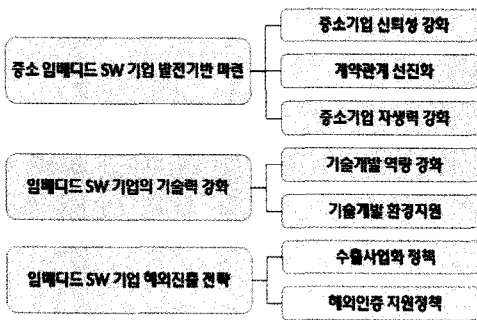 중소기업 신뢰성 강화
중소 임베디드 SW 기업 발전기반 마련
계약관계 선진화
중소기업 자생력 강화
임베디드 SW 기업의 기술력 강화
기술개발 역량 강화
기술개발 환경지원
임베디드 SW 기업 해외진출 전략
수출사업화 정책
해외인증 지원정책